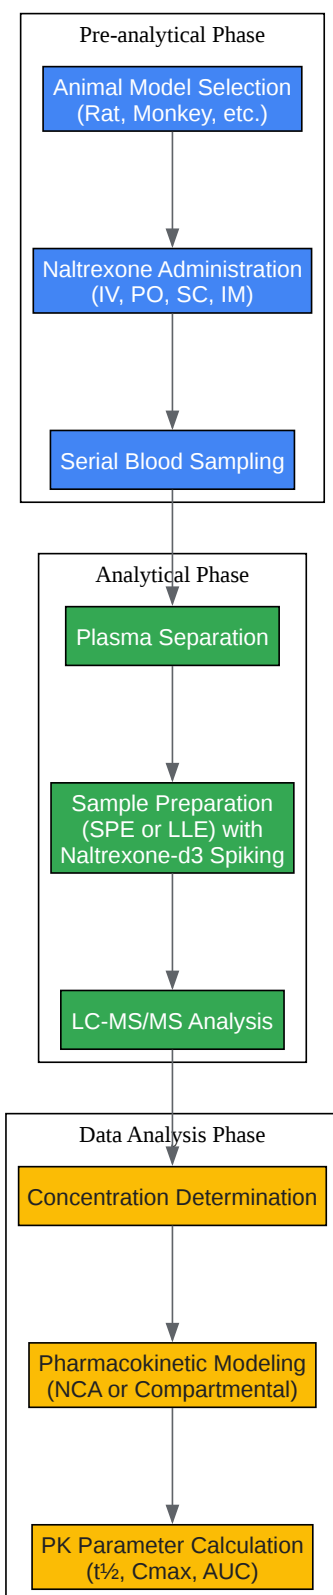 Pre-analytical Phase
Animal Model Selection
(Rat, Monkey, etc.)
Naltrexone Administration
(IV, PO, SC, IM)
Serial Blood Sampling
Analytical Phase
Plasma Separation
Sample Preparation
(SPE or LLE) with
Naltrexone-d3 Spiking
LC-MS/MS Analysis
Data Analysis Phase
Concentration Determination
Pharmacokinetic Modeling
(NCA or Compartmental)
PK Parameter Calculation
(t½, Cmax, AUC)